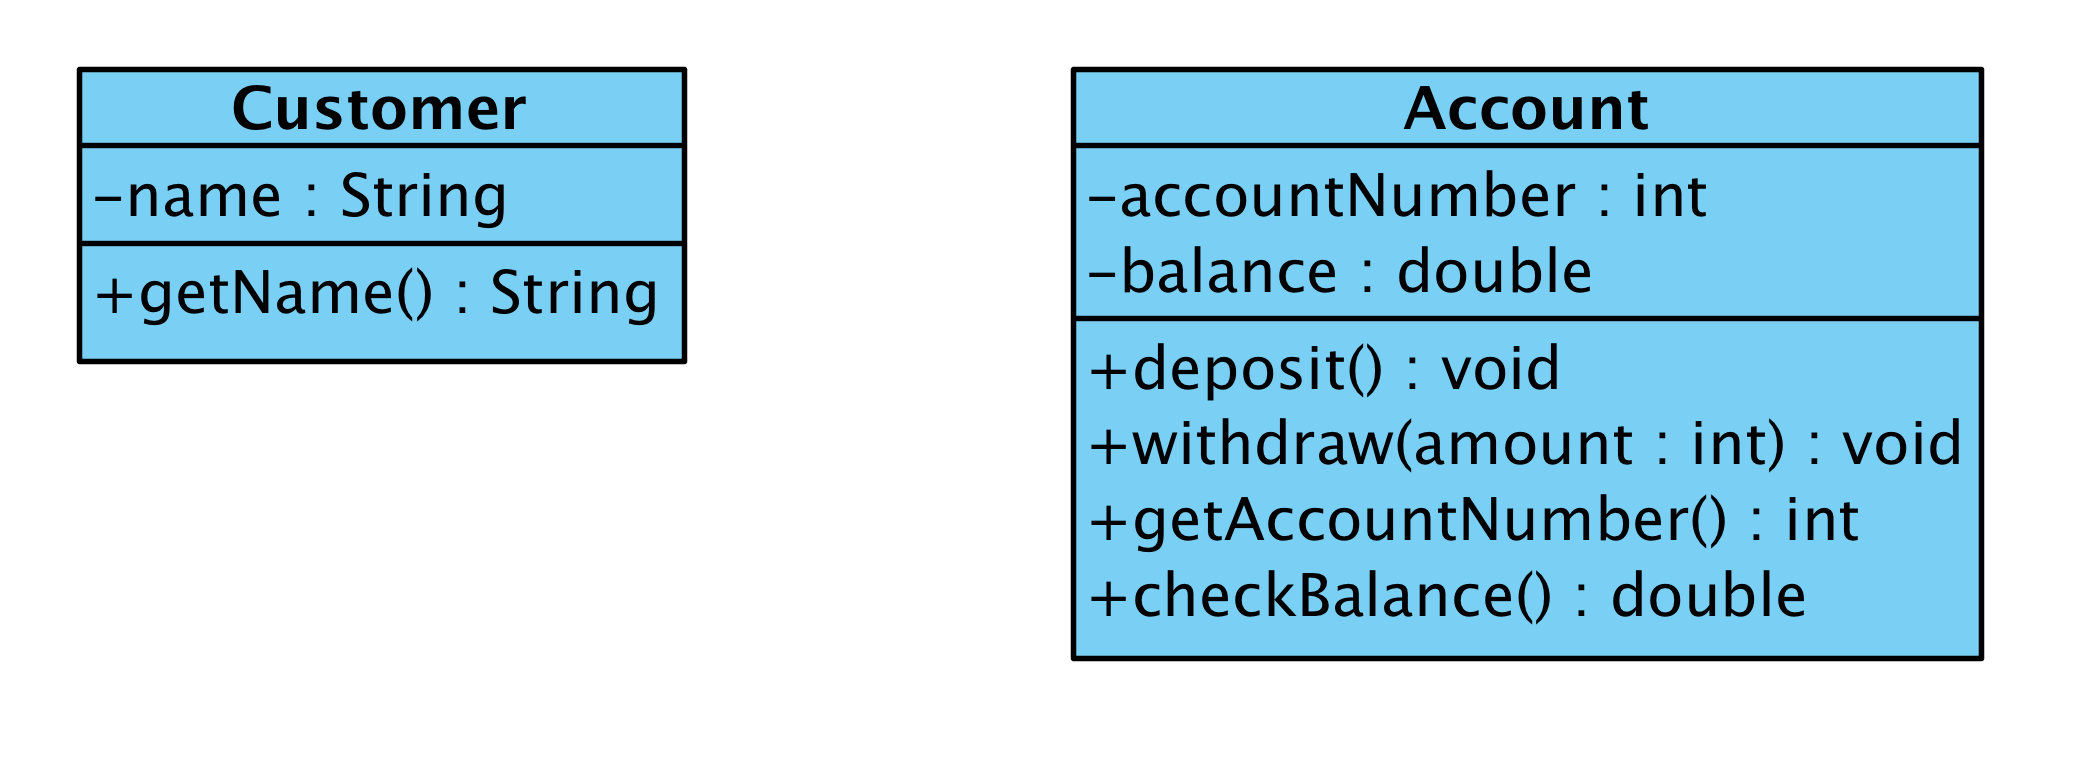 Customer
-name : String
+getName() : String
Account
-accountNumber : int
-balance : double
+deposit() : void
+withdraw(amount : int) : void
+getAccountNumber() : int
+checkBalance() : double